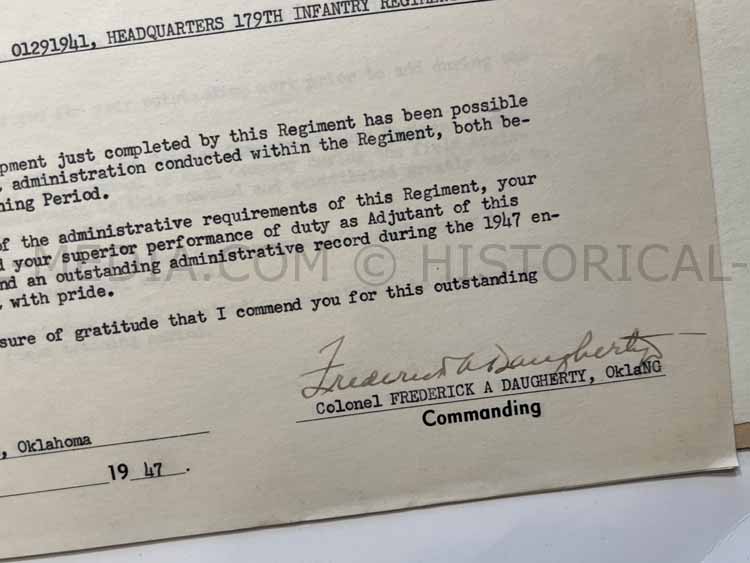 01291941, HEADQUARTERS 179TH INFANTRY
pment just completed by this Regiment has been possible
administration conducted within the Regiment, both be-
ning Period.
f the administrative requirements of this Regiment, your
d your superior performance of duty as Adjutant of this
nd an outstanding administrative record during the 1947 en-
with pride.
MEDIA.COM © HISTORICAL-
sure of gratitude that I commend you for this outstanding
Frederick A Daugherty
Colonel FREDERICK A DAUGHERTY, OklaNG
Commanding
, Oklahoma
19 47 .